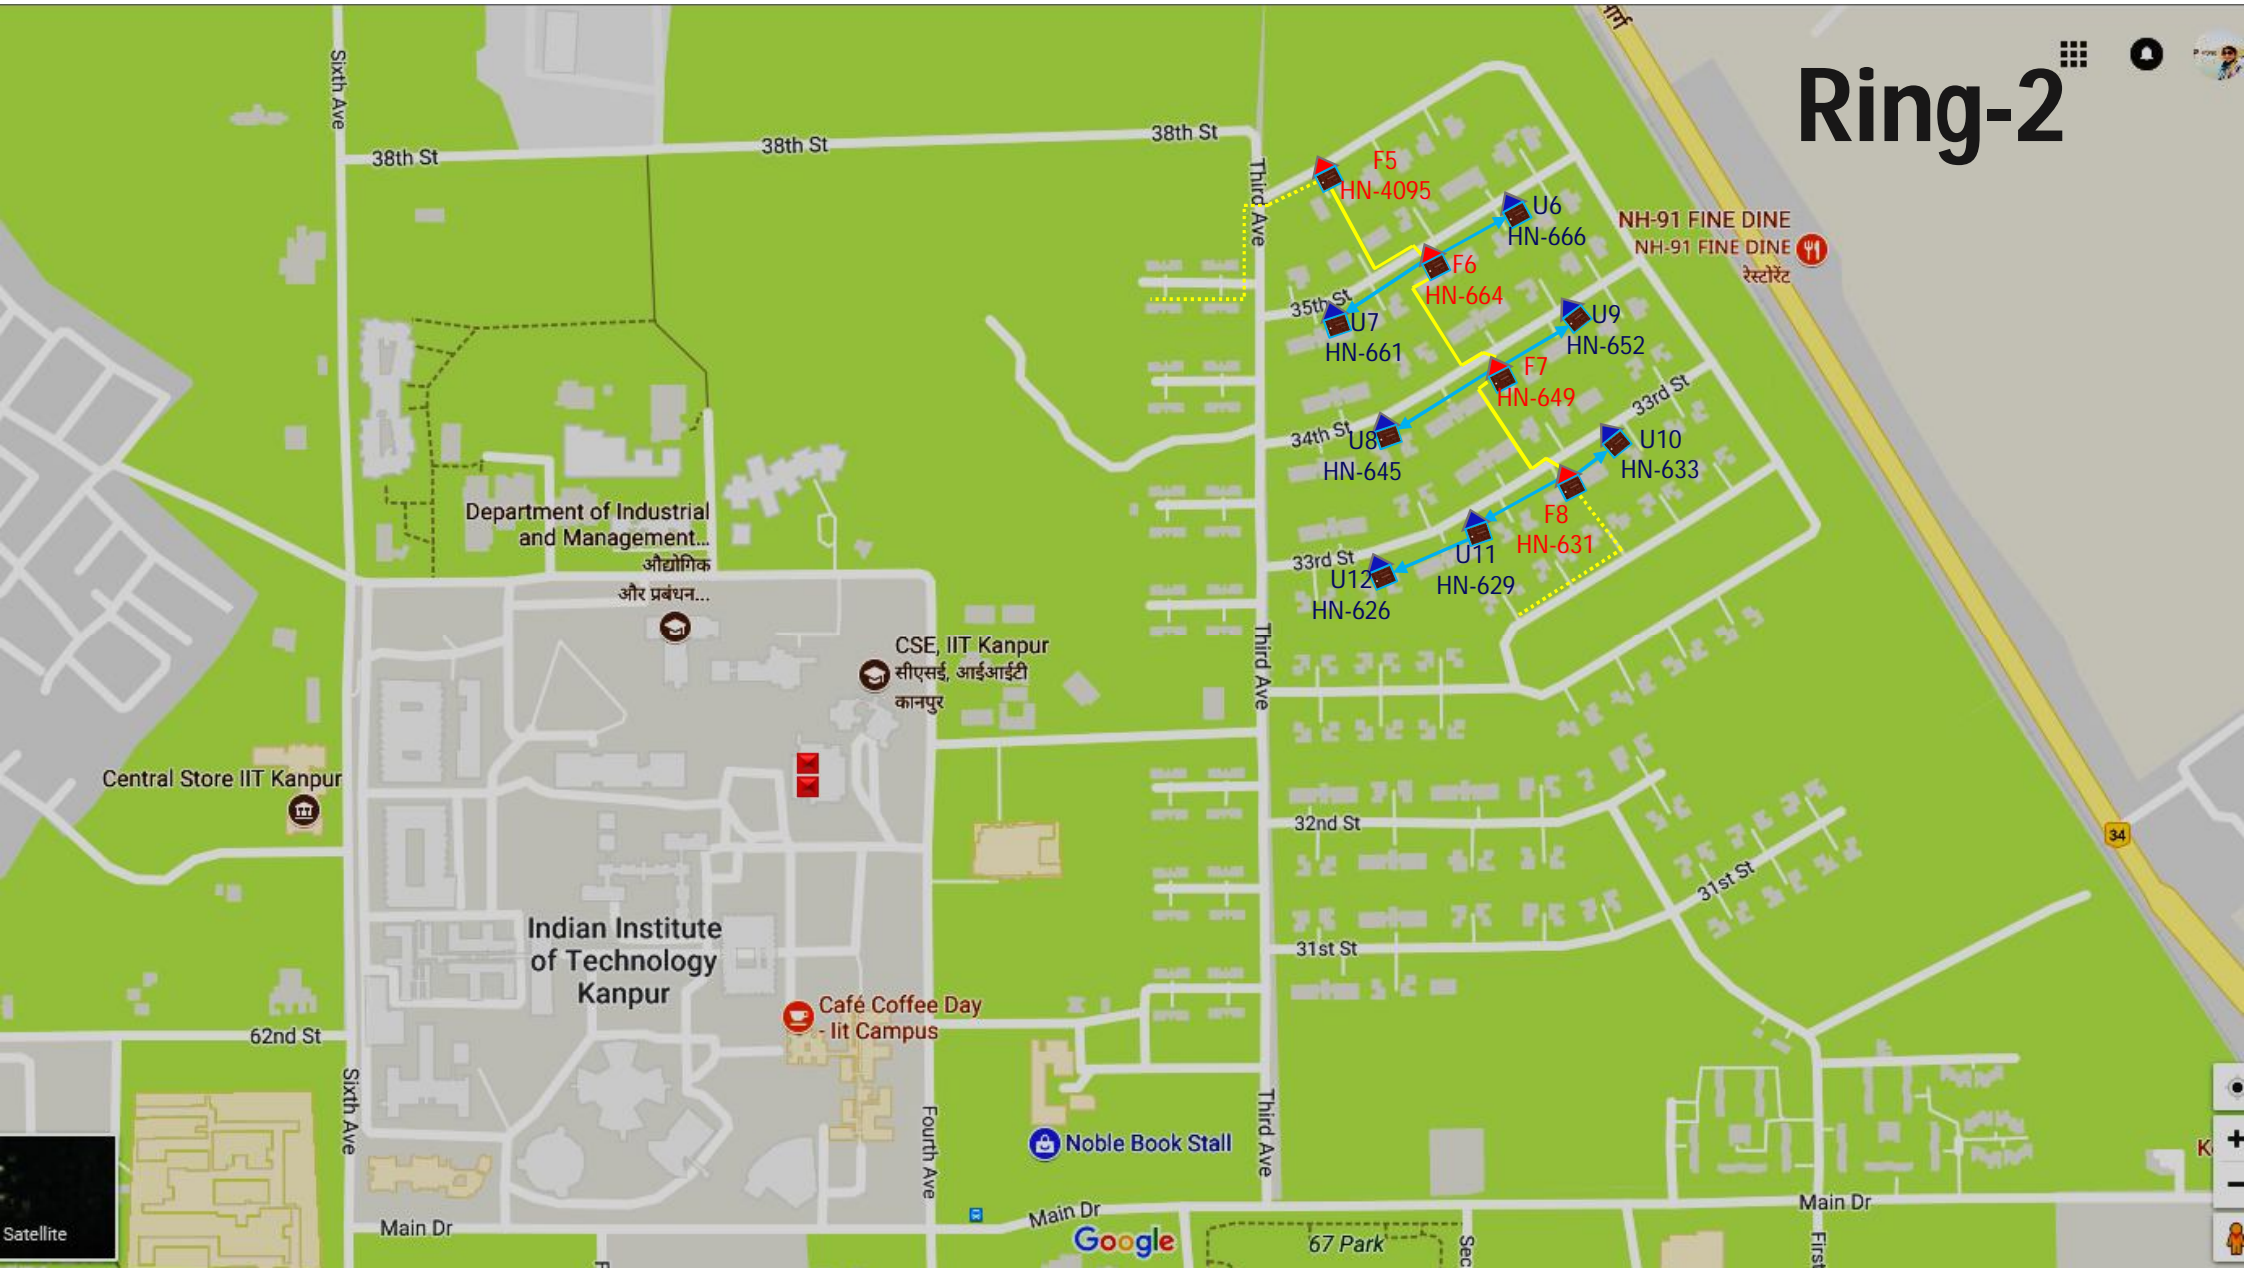 Ring-2
मार्ग
Sixth Ave
38th St
38th St
38th St
Third Ave
F5
HN-4095
U6
HN-666
NH-91 FINE DINE
NH-91 FINE DINE
रेस्टोरेंट
F6
HN-664
35th St
U7
HN-661
U9
HN-652
F7
HN-649
33rd St
34th St
U8
HN-645
U10
HN-633
F8
HN-631
33rd St
U11
HN-629
U12
HN-626
Department of Industrial
and Management...
औद्योगिक
और प्रबंधन...
CSE, IIT Kanpur
सीएसई, आईआईटी
कानपुर
Third Ave
Central Store IIT Kanpur
32nd St
34
31st St
31st St
Indian Institute
of Technology
Kanpur
Café Coffee Day
- Iit Campus
62nd St
Sixth Ave
Fourth Ave
Third Ave
Noble Book Stall
Main Dr
Main Dr
Main Dr
Google
67 Park
Sec
First
Satellite